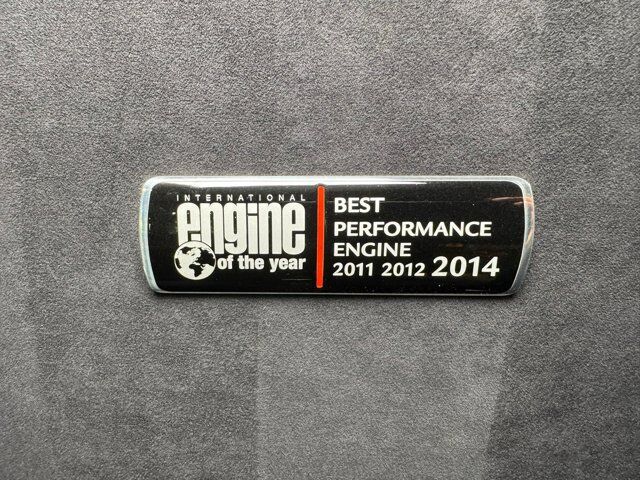 INTERNATIONAL
engine
of the year
BEST
PERFORMANCE
ENGINE
2011 2012 2014